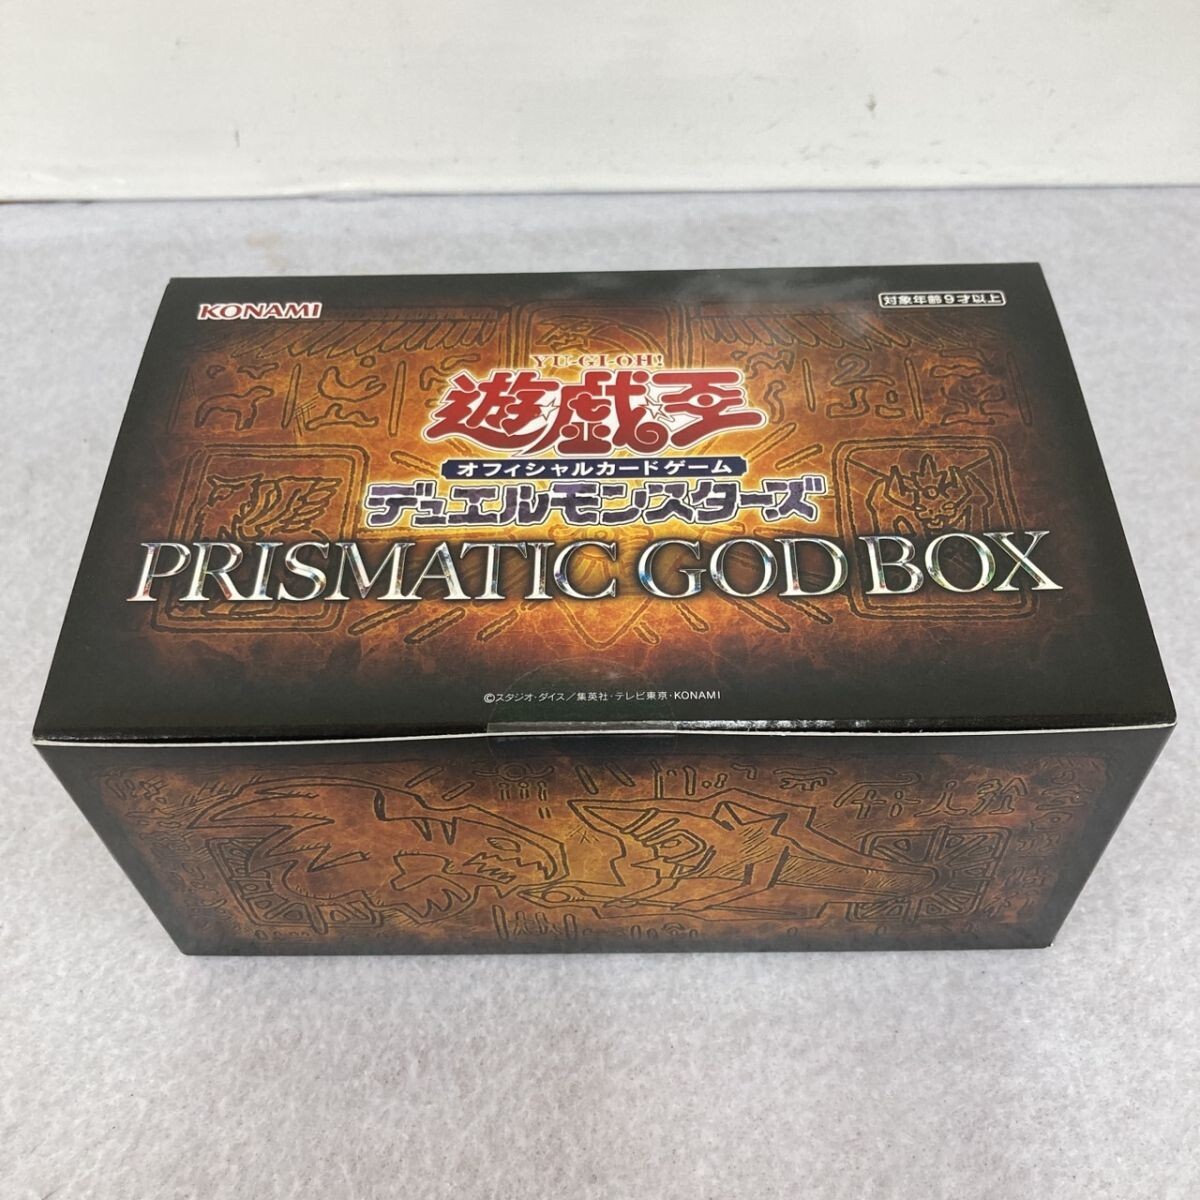 KONAMI
対象年齢9才以上
YU-GI-OH!
遊戯王
オフィシャルカードゲーム
デュエルモンスターズ
PRISMATIC GOD BOX
©スタジオ・ダイス/集英社・テレビ東京・KONAMI